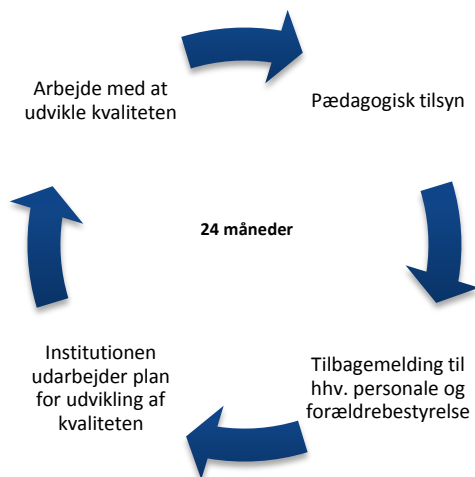 Arbejde med at
udvikle kvaliteten
Pædagogisk tilsyn
24 måneder
Institutionen
udarbejder plan
for udvikling af
kvaliteten
Tilbagemelding til
hhv. personale og
forældrebestyrelse